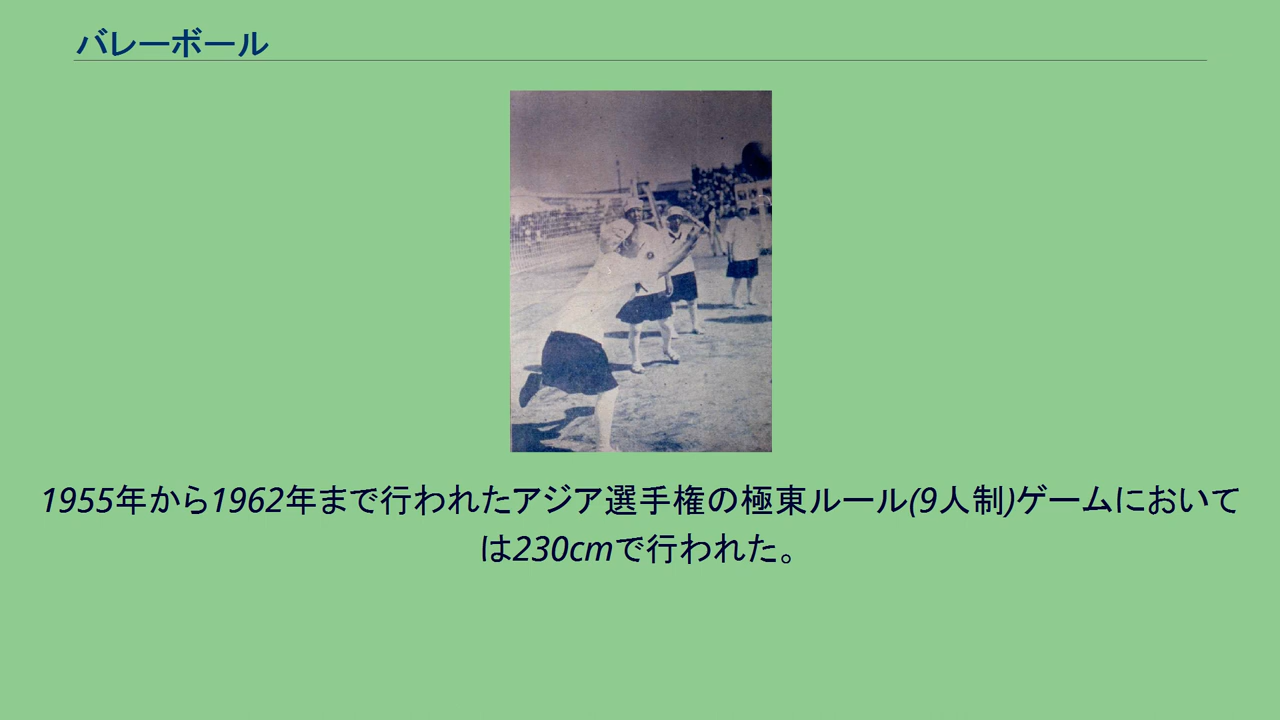 バレーボール
1955年から1962年まで行われたアジア選手権の極東ルール(9人制)ゲームにおいて
は230cmで行われた。